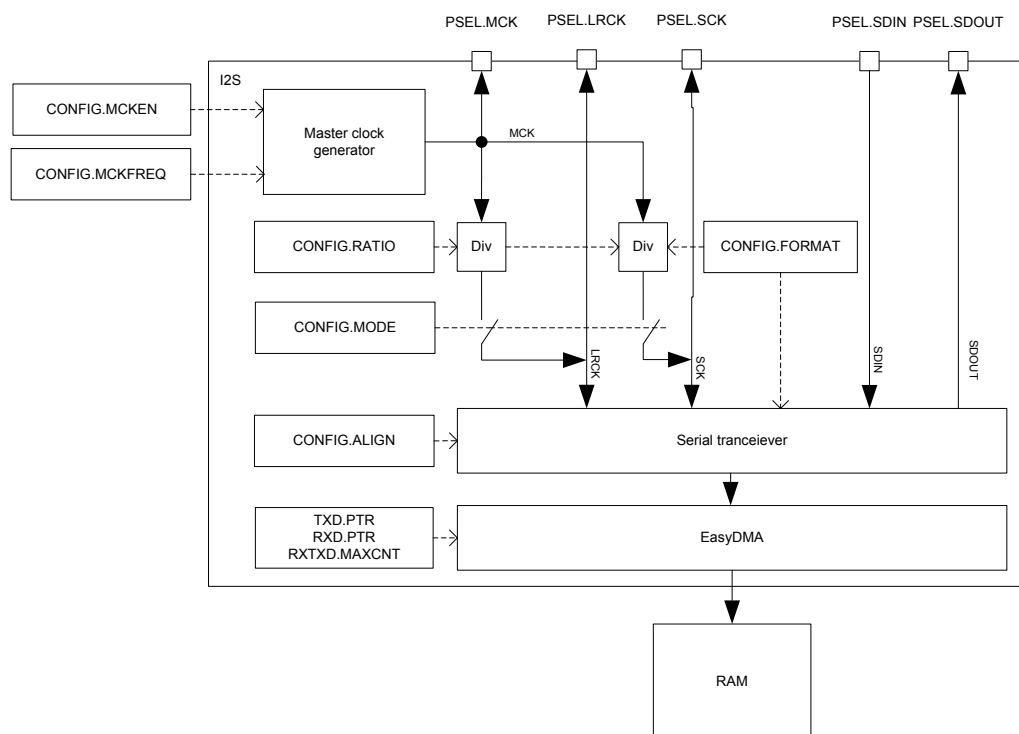 PSEL.MCK
PSEL.LRCK
PSEL.SCK
PSEL.SDIN
PSEL.SDOUT
I2S
CONFIG.MCKEN
Master clock
generator
MCK
CONFIG.MCKFREQ
CONFIG.RATIO
Div
Div
CONFIG.FORMAT
CONFIG.MODE
LRCK
SCK
SDIN
SDOUT
CONFIG.ALIGN
Serial tranceiever
TXD.PTR
RXD.PTR
RXTXD.MAXCNT
EasyDMA
RAM